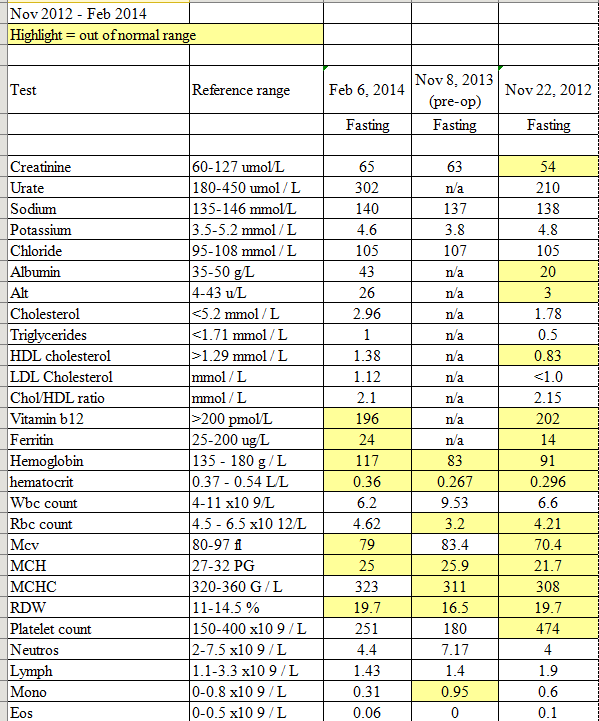 Nov 2012 - Feb 2014
Highlight = out of normal range
Test Reference range Feb 6, 2014 Nov 8, 2013 (pre-op) Nov 22, 2012
Fasting Fasting Fasting
Creatinine 60-127 umol/L 65 63 54
Urate 180-450 umol / L 302 n/a 210
Sodium 135-146 mmol/L 140 137 138
Potassium 3.5-5.2 mmol / L 4.6 3.8 4.8
Chloride 95-108 mmol / L 105 107 105
Albumin 35-50 g/L 43 n/a 20
Alt 4-43 u/L 26 n/a 3
Cholesterol <5.2 mmol / L 2.96 n/a 1.78
Triglycerides <1.71 mmol / L 1 n/a 0.5
HDL cholesterol >1.29 mmol / L 1.38 n/a 0.83
LDL Cholesterol mmol / L 1.12 n/a <1.0
Chol/HDL ratio mmol / L 2.1 n/a 2.15
Vitamin b12 >200 pmol/L 196 n/a 202
Ferritin 25-200 ug/L 24 n/a 14
Hemoglobin 135 - 180 g / L 117 83 91
hematocrit 0.37 - 0.54 L/L 0.36 0.267 0.296
Wbc count 4-11 x10 9/L 6.2 9.53 6.6
Rbc count 4.5 - 6.5 x10 12/L 4.62 3.2 4.21
Mcv 80-97 fl 79 83.4 70.4
MCH 27-32 PG 25 25.9 21.7
MCHC 320-360 G / L 323 311 308
RDW 11-14.5 % 19.7 16.5 19.7
Platelet count 150-400 x10 9 / L 251 180 474
Neutros 2-7.5 x10 9 / L 4.4 7.17 4
Lymph 1.1-3.3 x10 9 / L 1.43 1.4 1.9
Mono 0-0.8 x10 9 / L 0.31 0.95 0.6
Eos 0-0.5 x10 9 / L 0.06 0 0.1